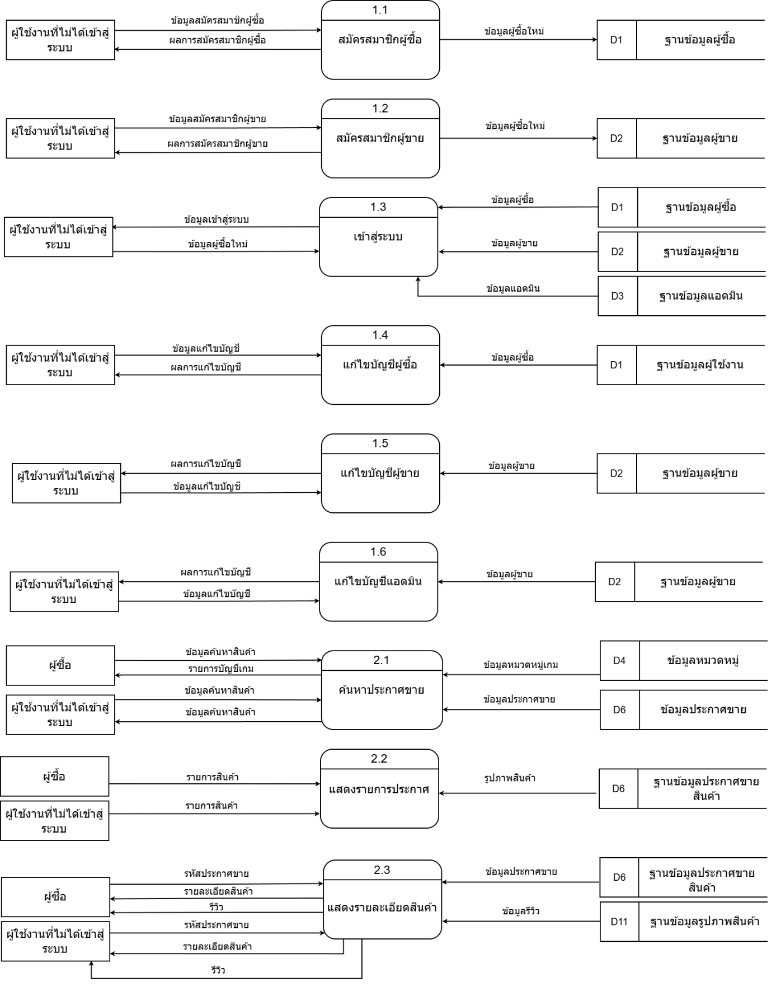 1.1
ข้อมูลสมัครสมาชิกผู้ซื้อ
ผู้ใช้งานที่ไม่ได้เข้าสู่
ระบบ
ผลการสมัครสมาชิกผู้ซื้อ
สมัครสมาชิกผู้ซื้อ
ข้อมูลผู้ซื้อใหม่
D1
ฐานข้อมูลผู้ซื้อ
1.2
ข้อมูลสมัครสมาชิกผู้ขาย
ผู้ใช้งานที่ไม่ได้เข้าสู่
ระบบ
ผลการสมัครสมาชิกผู้ขาย
สมัครสมาชิกผู้ขาย
ข้อมูลผู้ซื้อใหม่
D2
ฐานข้อมูลผู้ขาย
1.3
ข้อมูลเข้าสู่ระบบ
ผู้ใช้งานที่ไม่ได้เข้าสู่
ระบบ
ข้อมูลผู้ซื้อใหม่
เข้าสู่ระบบ
ข้อมูลผู้ซื้อ
D1
ฐานข้อมูลผู้ซื้อ
ข้อมูลผู้ขาย
D2
ฐานข้อมูลผู้ขาย
ข้อมูลแอดมิน
D3
ฐานข้อมูลแอดมิน
1.4
ข้อมูลแก้ไขบัญชี
ผู้ใช้งานที่ไม่ได้เข้าสู่
ระบบ
ผลการแก้ไขบัญชี
แก้ไขบัญชีผู้ซื้อ
ข้อมูลผู้ซื้อ
D1
ฐานข้อมูลผู้ใช้งาน
1.5
ผลการแก้ไขบัญชี
ผู้ใช้งานที่ไม่ได้เข้าสู่
ระบบ
ข้อมูลแก้ไขบัญชี
แก้ไขบัญชีผู้ขาย
ข้อมูลผู้ขาย
D2
ฐานข้อมูลผู้ขาย
1.6
ผลการแก้ไขบัญชี
ผู้ใช้งานที่ไม่ได้เข้าสู่
ระบบ
ข้อมูลแก้ไขบัญชี
แก้ไขบัญชีแอดมิน
ข้อมูลผู้ขาย
D2
ฐานข้อมูลผู้ขาย
2.1
ข้อมูลค้นหาสินค้า
ผู้ซื้อ
รายการบัญชีเกม
ข้อมูลค้นหาสินค้า
ผู้ใช้งานที่ไม่ได้เข้าสู่
ระบบ
ข้อมูลค้นหาสินค้า
ค้นหาประกาศขาย
ข้อมูลหมวดหมู่เกม
D4
ข้อมูลหมวดหมู่
ข้อมูลประกาศขาย
D6
ข้อมูลประกาศขาย
2.2
ผู้ซื้อ
รายการสินค้า
ผู้ใช้งานที่ไม่ได้เข้าสู่
ระบบ
รายการสินค้า
แสดงรายการประกาศ
รูปภาพสินค้า
D6
ฐานข้อมูลประกาศขาย
สินค้า
2.3
รหัสประกาศขาย
ผู้ซื้อ
รายละเอียดสินค้า
รีวิว
รหัสประกาศขาย
ผู้ใช้งานที่ไม่ได้เข้าสู่
ระบบ
รายละเอียดสินค้า
รีวิว
แสดงรายละเอียดสินค้า
ข้อมูลประกาศขาย
D6
ฐานข้อมูลประกาศขาย
สินค้า
ข้อมูลรีวิว
D11
ฐานข้อมูลรูปภาพสินค้า